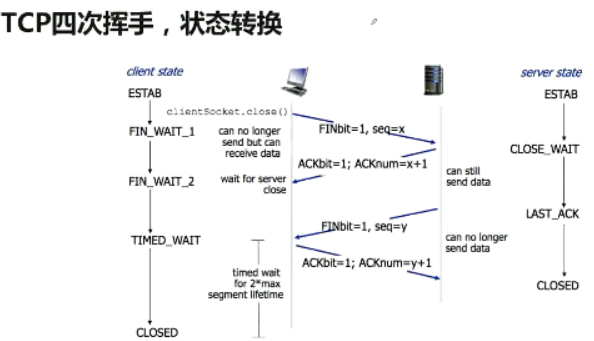 TCP四次挥手，状态转换
client state
server state
ESTAB
ESTAB
clientSocket.close()
FIN_WAIT_1
can no longer
send but can
receive data
FINbit=1, seq=x
CLOSE_WAIT
ACKbit=1; ACKnum=x+1
FIN_WAIT_2
wait for server
close
can still
send data
LAST_ACK
FINbit=1, seq=y
TIMED_WAIT
can no longer
send data
ACKbit=1; ACKnum=y+1
timed wait
for 2*max
segment lifetime
CLOSED
CLOSED